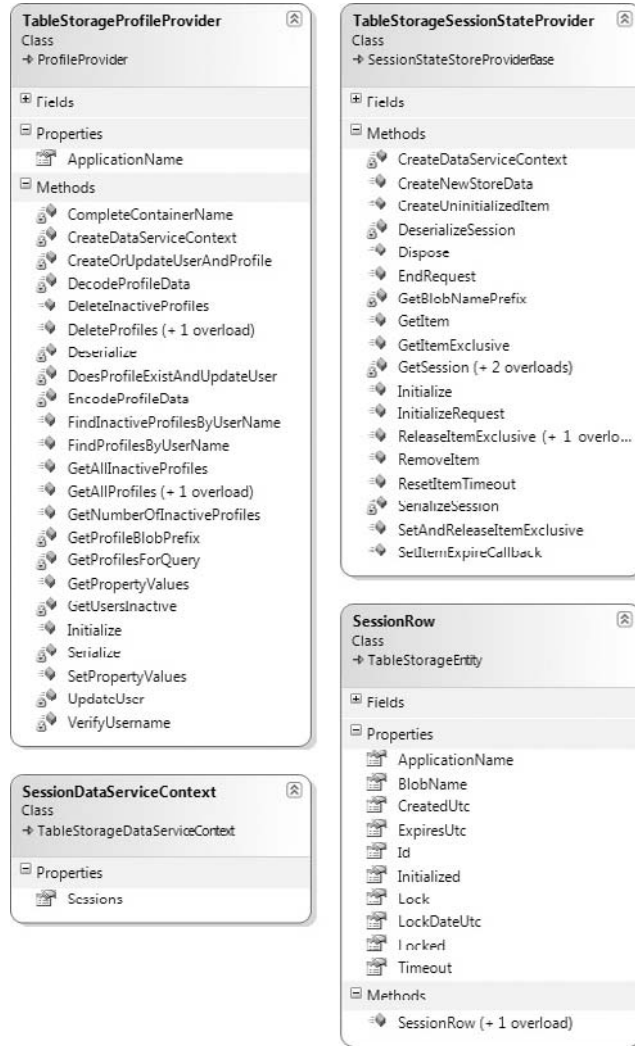 TableStorageProfileProvider
Class
ProfileProvider
Fields
Properties
ApplicationName
Methods
CompleteContainerName
CreateDataServiceContext
CreateOrUpdateUserAndProfile
DecodeProfileData
DeleteInactiveProfiles
DeleteProfiles (+ 1 overload)
Deserialize
DoesProfileExistAndUpdateUser
EncodeProfileData
FindInactiveProfilesByUserName
FindProfilesByUserName
GetAllInactiveProfiles
GetAllProfiles (+ 1 overload)
GetNumberOfInactiveProfiles
GetProfileBlobPrefix
GetProfilesForQuery
GetPropertyValues
GetUsersInactive
Initialize
Serialize
SetPropertyValues
UpdateUser
VerifyUsername
SessionDataServiceContext
Class
TableStorageDataServiceContext
Properties
Sessions
TableStorageSessionStateProvider
Class
SessionStateStoreProviderBase
Fields
Methods
CreateDataServiceContext
CreateNewStoreData
CreateUninitializedItem
DeserializeSession
Dispose
EndRequest
GetBlobNamePrefix
GetItem
GetItemExclusive
GetSession (+ 2 overloads)
Initialize
InitializeRequest
ReleaseItemExclusive (+ 1 overlo...
RemoveItem
ResetItemTimeout
SerializeSession
SetAndReleaseItemExclusive
SetItemExpireCallback
SessionRow
Class
TableStorageEntity
Fields
Properties
ApplicationName
BlobName
CreatedUtc
ExpiresUtc
Id
Initialized
Lock
LockDateUtc
Locked
Timeout
Methods
SessionRow (+ 1 overload)